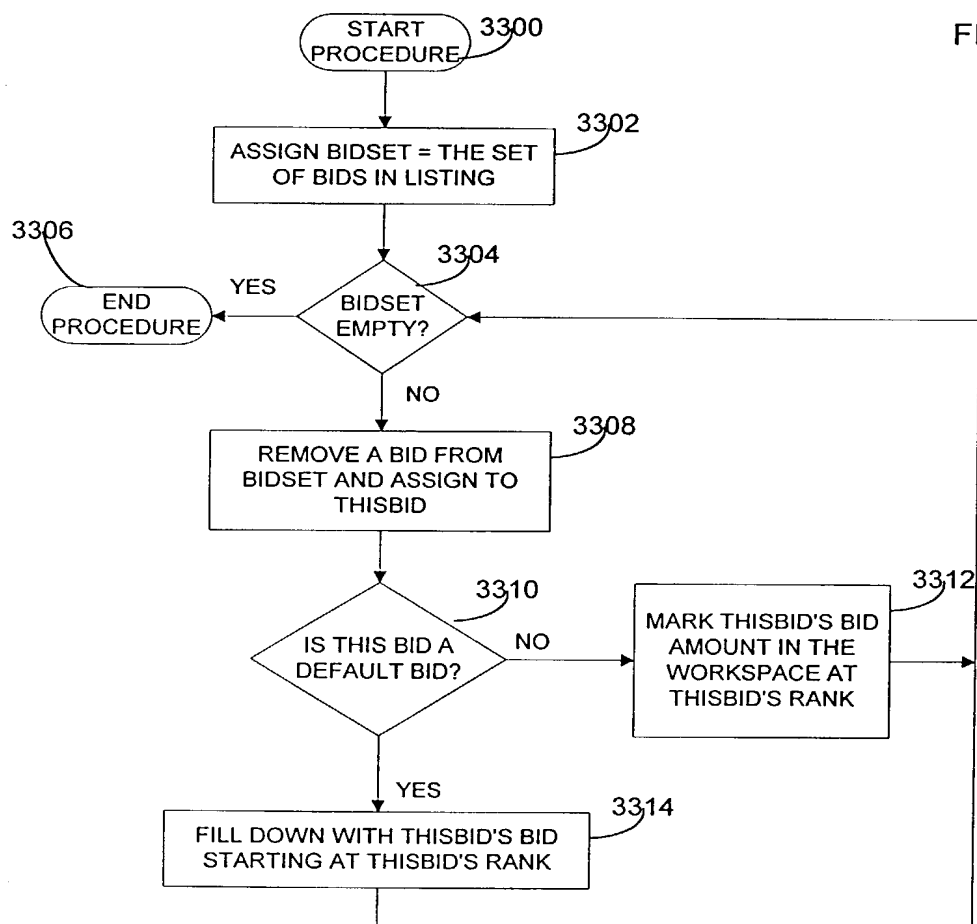 START
PROCEDURE
3300
3302
ASSIGN BIDSET = THE SET
OF BIDS IN LISTING
3306
3304
YES
END
PROCEDURE
BIDSET
EMPTY?
NO
3308
REMOVE A BID FROM
BIDSET AND ASSIGN TO
THISBID
3310
3312
IS THIS BID A
DEFAULT BID?
NO
MARK THISBID'S BID
AMOUNT IN THE
WORKSPACE AT
THISBID'S RANK
YES
3314
FILL DOWN WITH THISBID'S BID
STARTING AT THISBID'S RANK